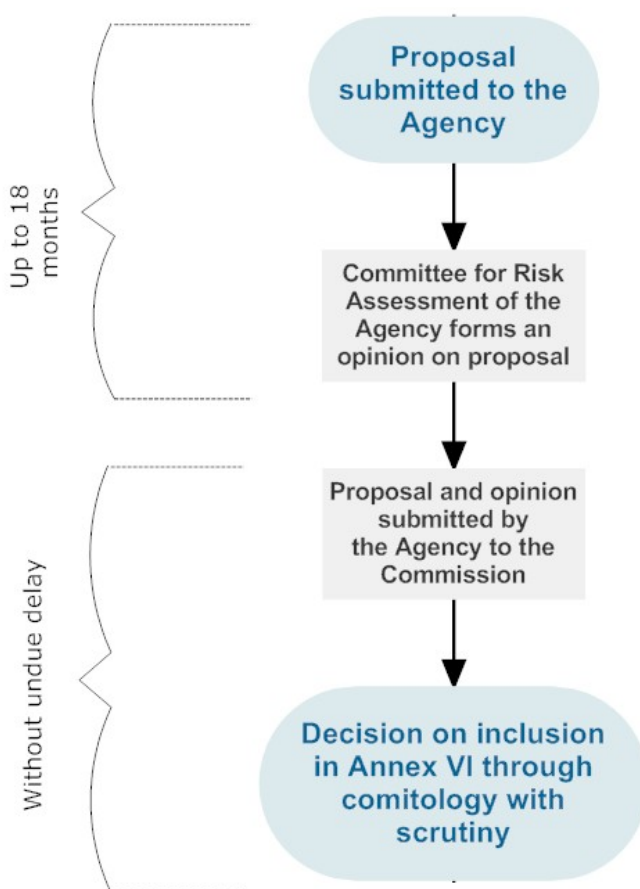 Proposal
submitted to the
Agency
Up to 18
months
Committee for Risk
Assessment of the
Agency forms an
opinion on proposal
Without undue delay
Proposal and opinion
submitted by
the Agency to the
Commission
Decision on inclusion
in Annex VI through
comitology with
scrutiny